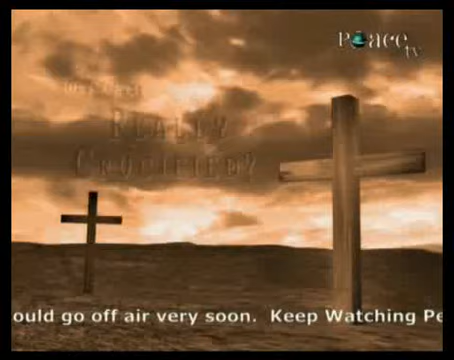 Peace
tv
Really
Crucified?
ould go off air very soon. Keep Watching Pe